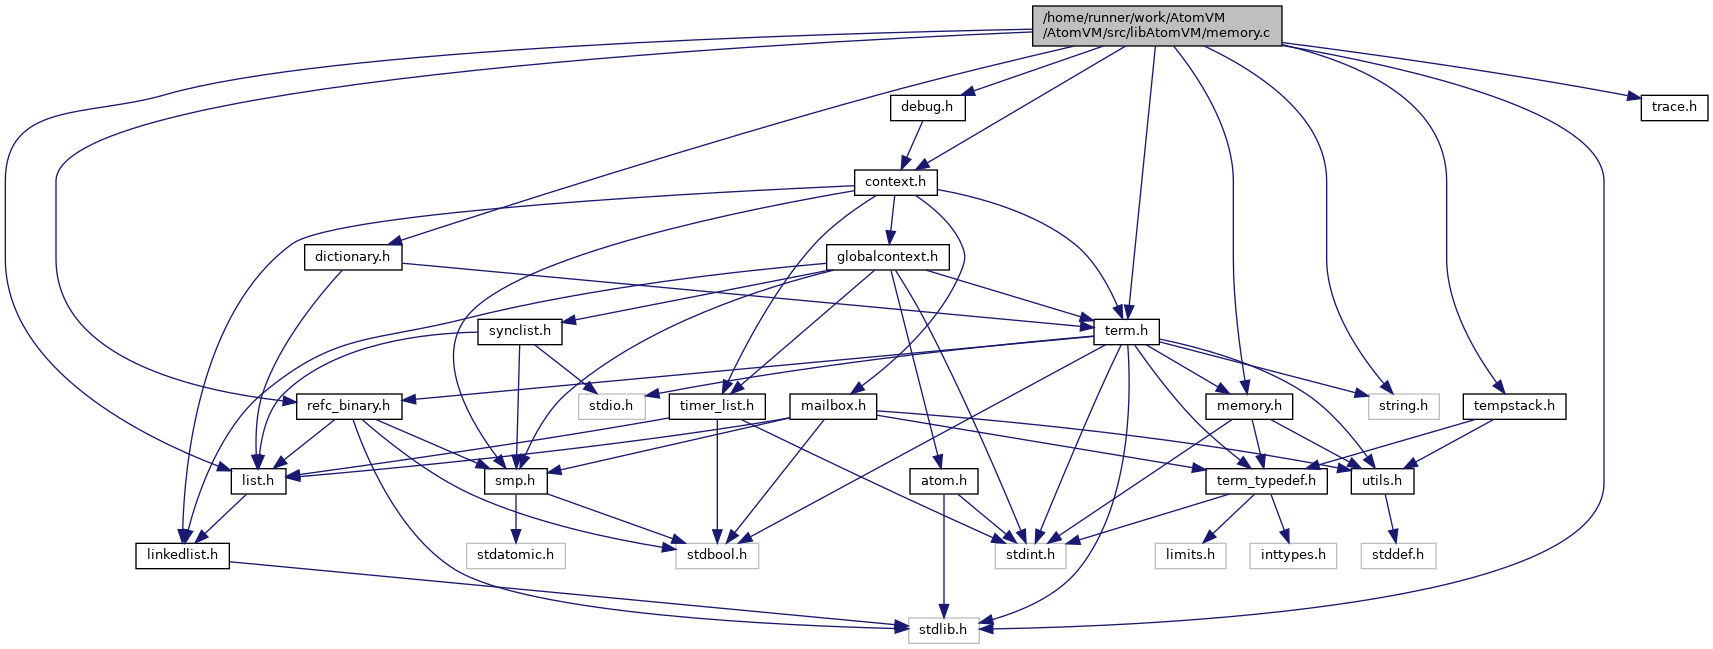 /home/runner/work/AtomVM
/AtomVM/src/libAtomVM/memory.c
debug.h
trace.h
context.h
dictionary.h
globalcontext.h
synclist.h
term.h
refc_binary.h
stdio.h
timer_list.h
mailbox.h
memory.h
string.h
tempstack.h
list.h
smp.h
atom.h
term_typedef.h
utils.h
linkedlist.h
stdatomic.h
stdbool.h
stdint.h
limits.h
inttypes.h
stddef.h
stdlib.h